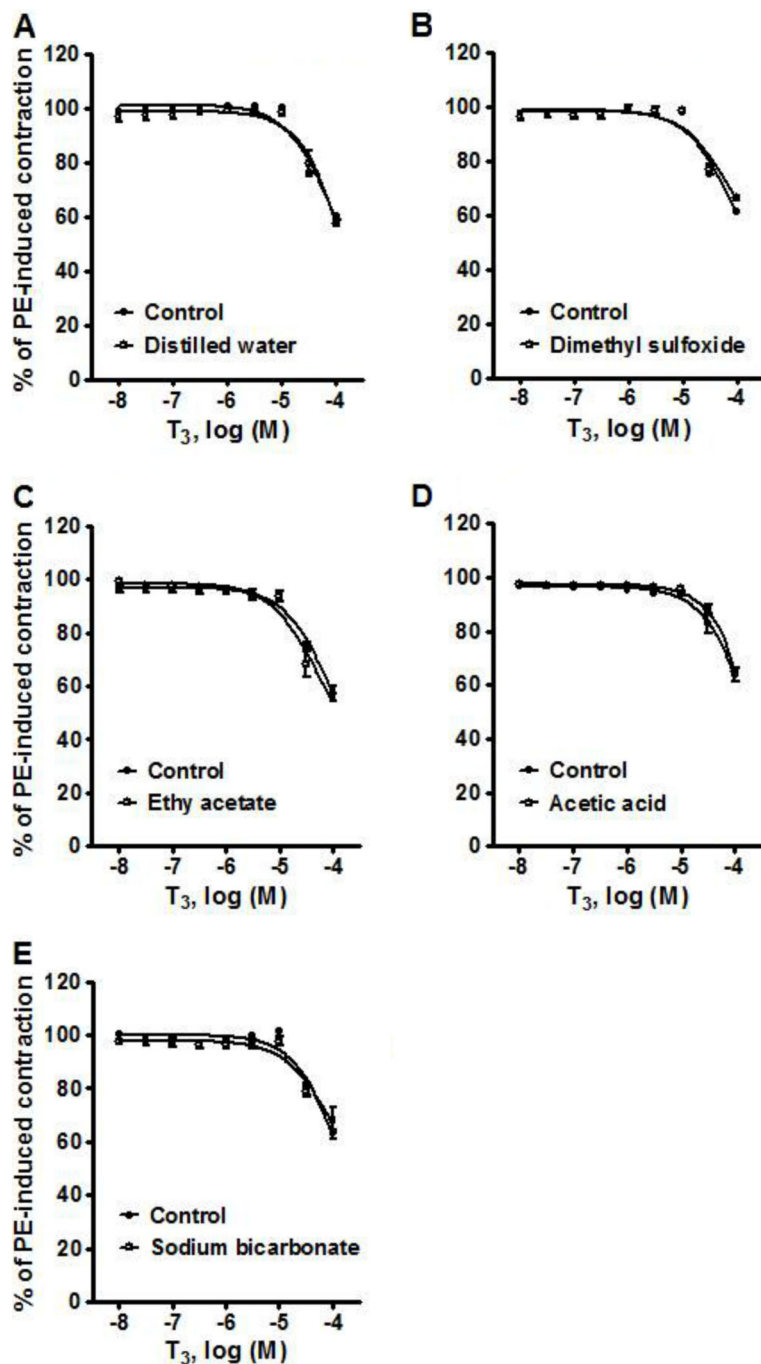 A
% of PE-induced contraction
120
100
80
60
40
20
0
Control
Distilled water
-8 -7 -6 -5 -4
T3, log (M)
B
120
100
80
60
40
20
0
Control
Dimethyl sulfoxide
-8 -7 -6 -5 -4
T3, log (M)
C
% of PE-induced contraction
120
100
80
60
40
20
0
Control
Ethy acetate
-8 -7 -6 -5 -4
T3, log (M)
D
120
100
80
60
40
20
0
Control
Acetic acid
-8 -7 -6 -5 -4
T3, log (M)
E
% of PE-induced contraction
120
100
80
60
40
20
0
Control
Sodium bicarbonate
-8 -7 -6 -5 -4
T3, log (M)